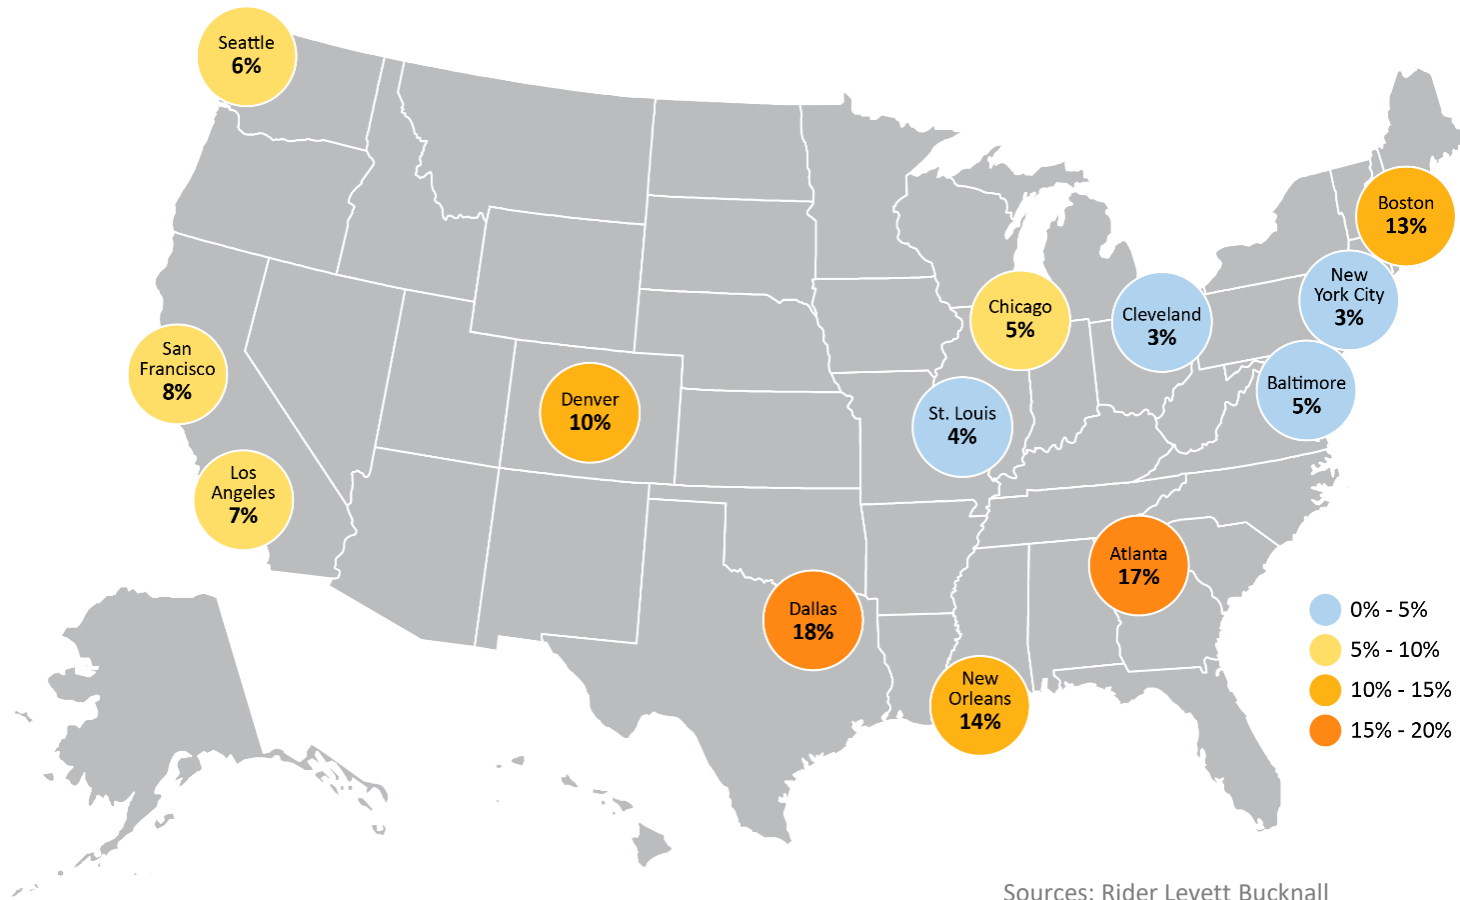 Seattle
6%
Boston
13%
New
York City
3%
Chicago
5%
Cleveland
3%
San
Francisco
8%
Denver
10%
Baltimore
5%
St. Louis
4%
Los
Angeles
7%
Atlanta
17%
Dallas
18%
New
Orleans
14%
0% - 5%
5% - 10%
10% - 15%
15% - 20%
Sources: Rider Levett Bucknall